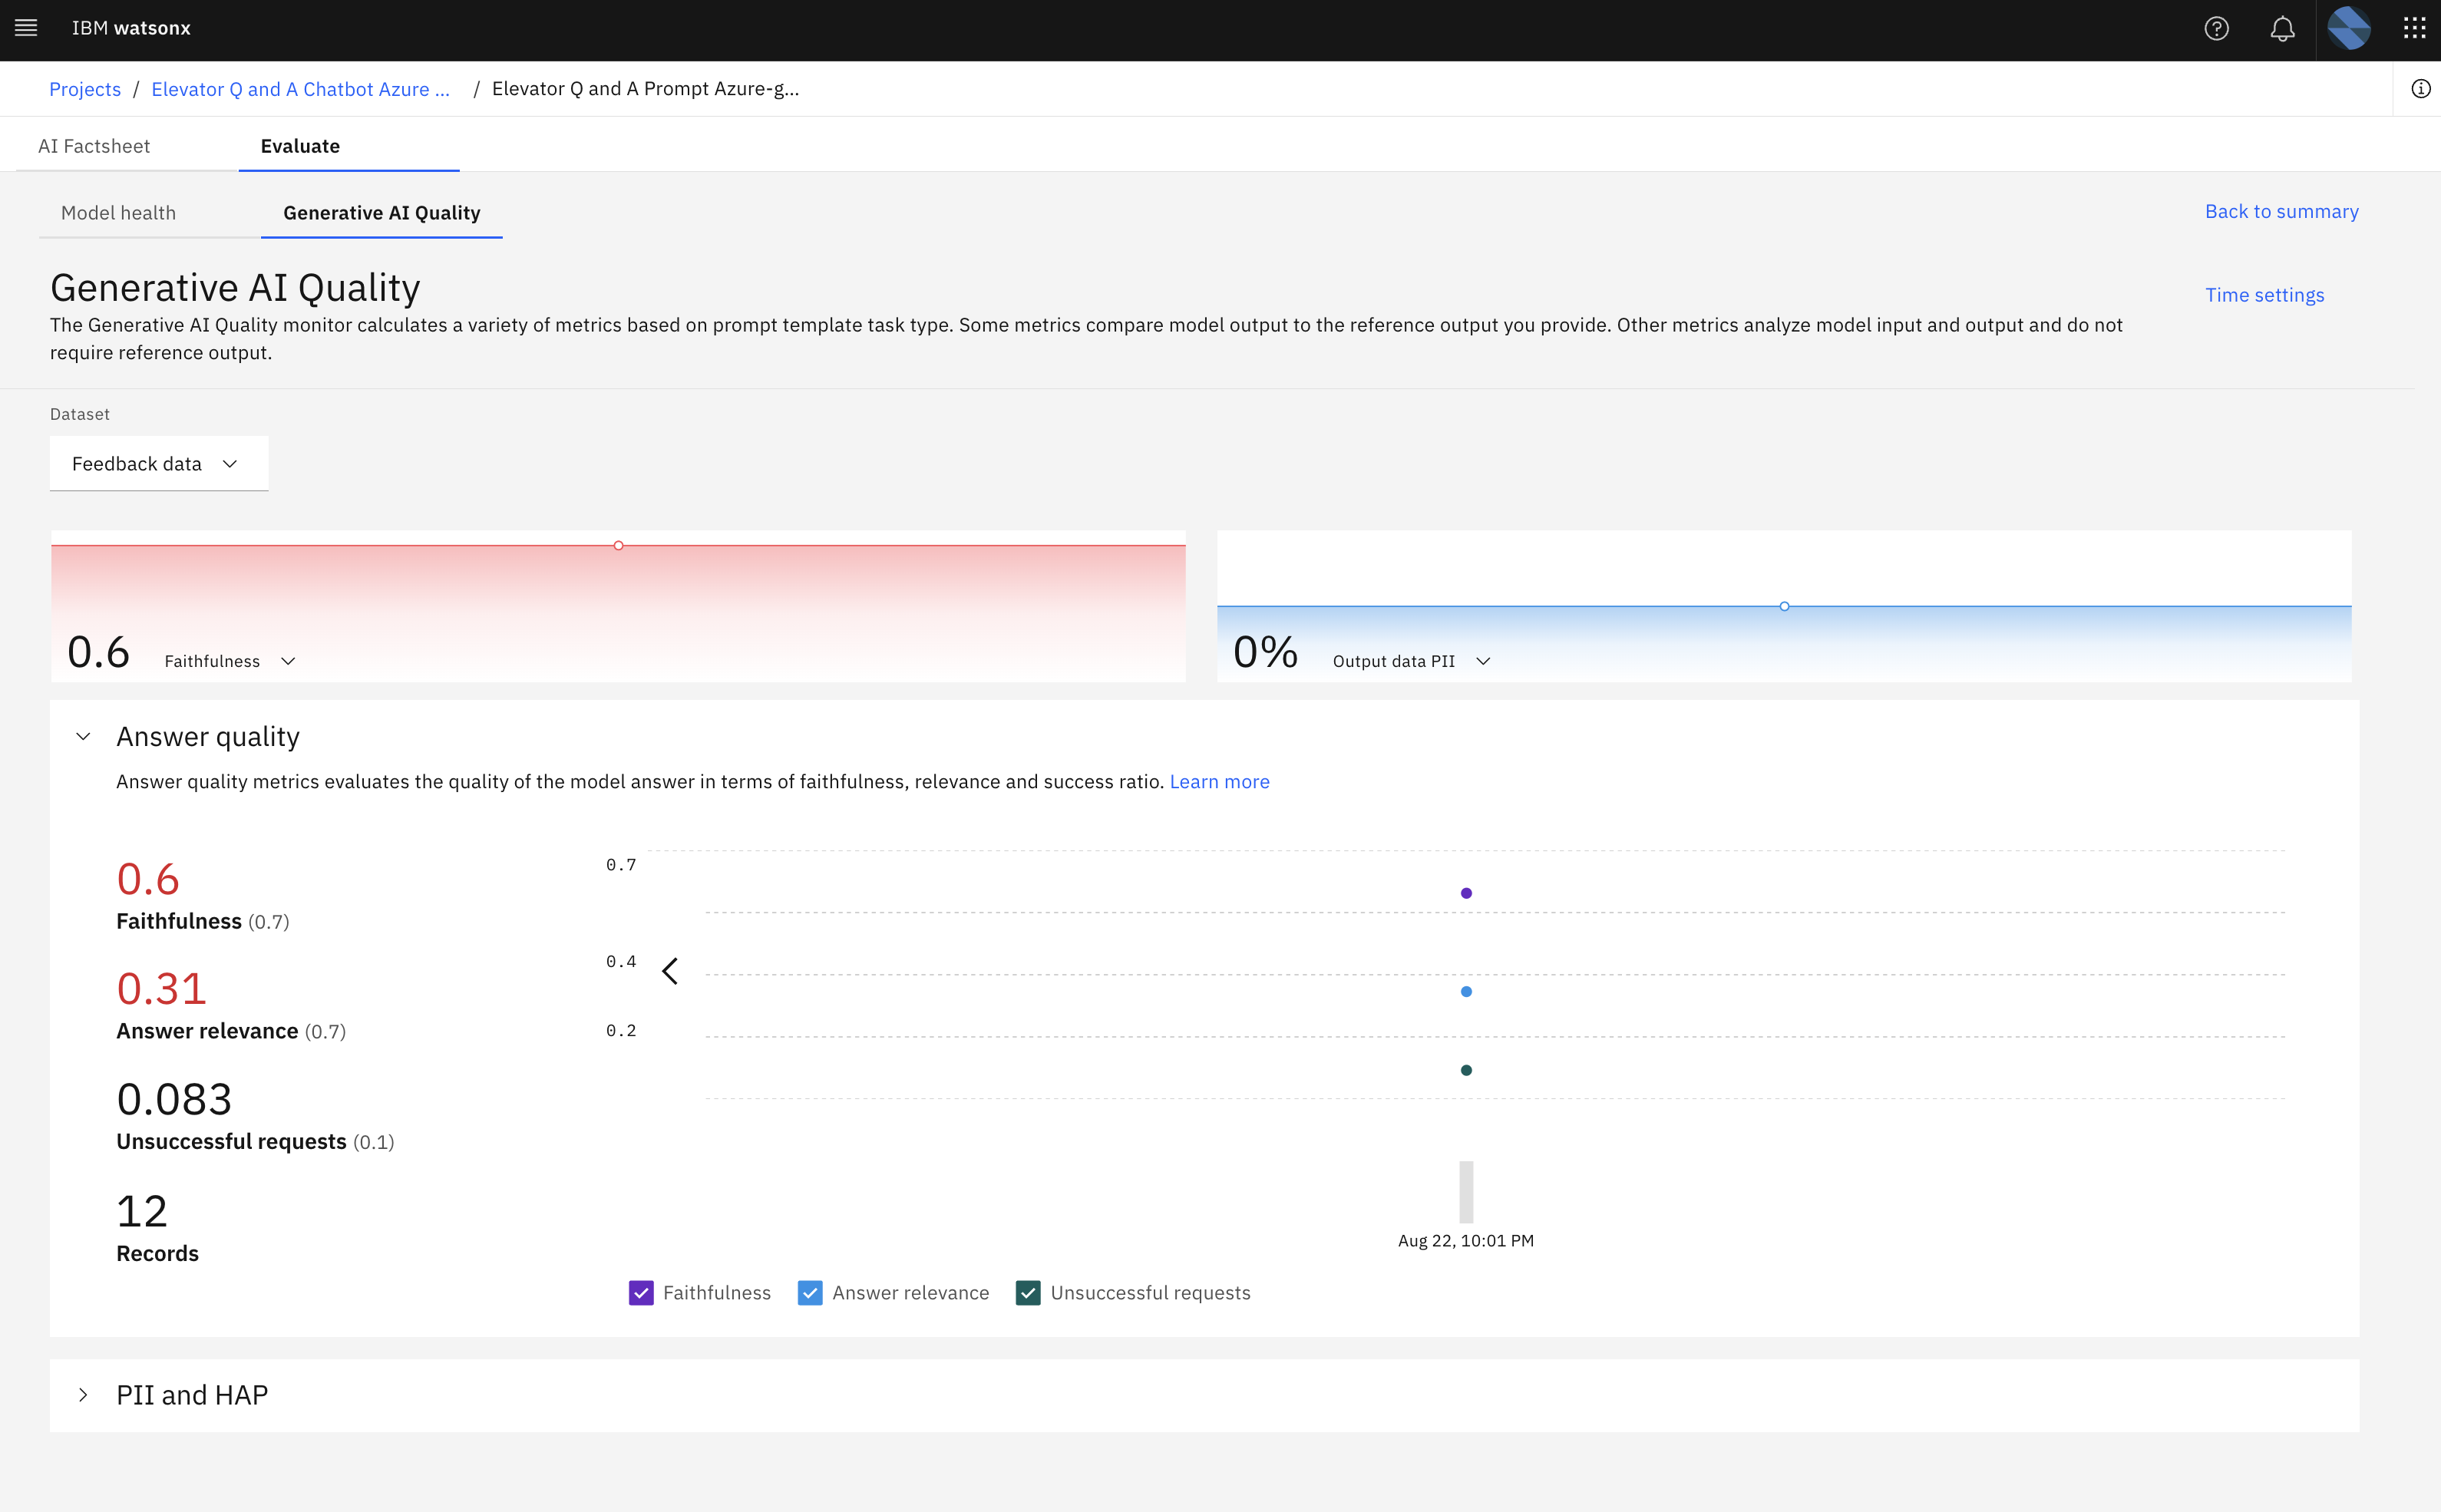 IBM watsonx
Projects / Elevator Q and A Chatbot Azure ... / Elevator Q and A Prompt Azure-g...
AI Factsheet
Evaluate
Model health
Generative AI Quality
Back to summary
Generative AI Quality
Time settings
The Generative AI Quality monitor calculates a variety of metrics based on prompt template task type. Some metrics compare model output to the reference output you provide. Other metrics analyze model input and output and do not
require reference output.
Dataset
Feedback data
0.6 Faithfulness
0% Output data PII
Answer quality
Answer quality metrics evaluates the quality of the model answer in terms of faithfulness, relevance and success ratio. Learn more
0.6
Faithfulness (0.7)
0.31
Answer relevance (0.7)
0.083
Unsuccessful requests (0.1)
12
Records
0.7
0.4
0.2
Aug 22, 10:01 PM
Faithfulness
Answer relevance
Unsuccessful requests
PII and HAP